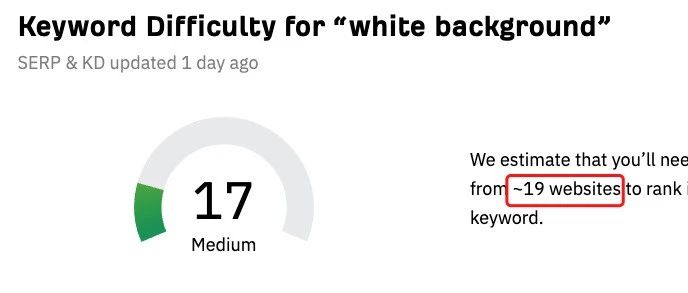 Keyword Difficulty for “white background”
SERP & KD updated 1 day ago
17
Medium
We estimate that you’ll
from ~19 websites to rank
keyword.